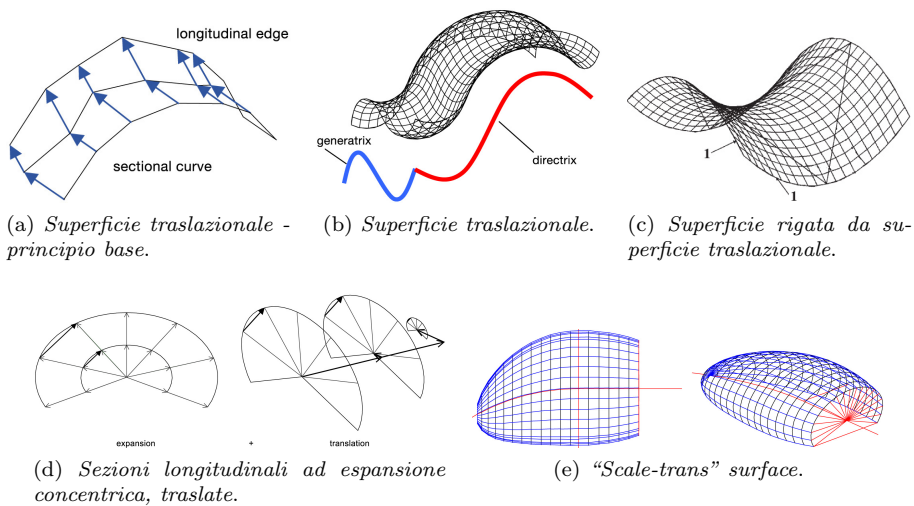 longitudinal edge
sectional curve
generatrix
directrix
1
1
(a) Superficie traslazionale -
principio base.
(b) Superficie traslazionale.
(c) Superficie rigata da su-
perficie traslazionale.
expansion + translation
(d) Sezioni longitudinali ad espansione
concentrica, traslate.
(e) “Scale-trans” surface.